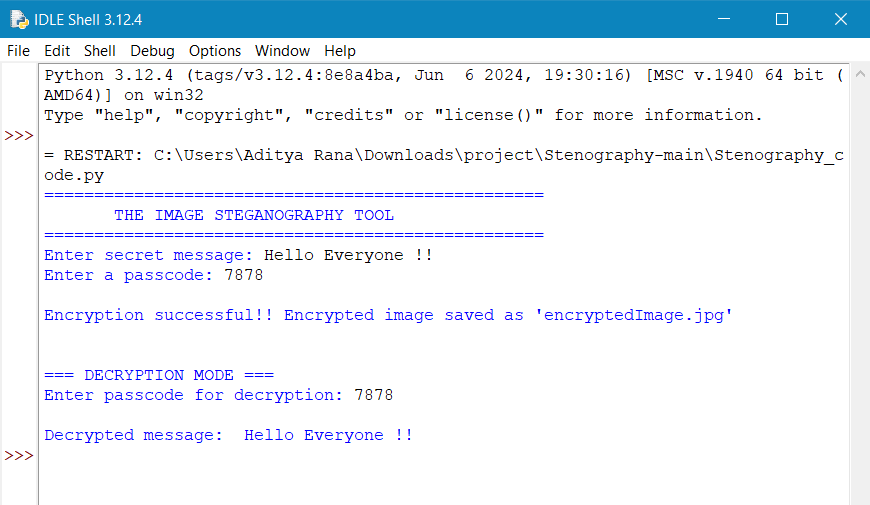 IDLE Shell 3.12.4
File Edit Shell Debug Options Window Help
Python 3.12.4 (tags/v3.12.4:8e8a4ba, Jun  6 2024, 19:30:16) [MSC v.1940 64 bit (
AMD64)] on win32
Type "help", "copyright", "credits" or "license()" for more information.
>>>
= RESTART: C:\Users\Aditya Rana\Downloads\project\Stenography-main\Stenography_c
ode.py
==================================================
       THE IMAGE STEGANOGRAPHY TOOL
==================================================
Enter secret message: Hello Everyone !!
Enter a passcode: 7878
Encryption successful!! Encrypted image saved as 'encryptedImage.jpg'
=== DECRYPTION MODE ===
Enter passcode for decryption: 7878
Decrypted message:  Hello Everyone !!
>>>